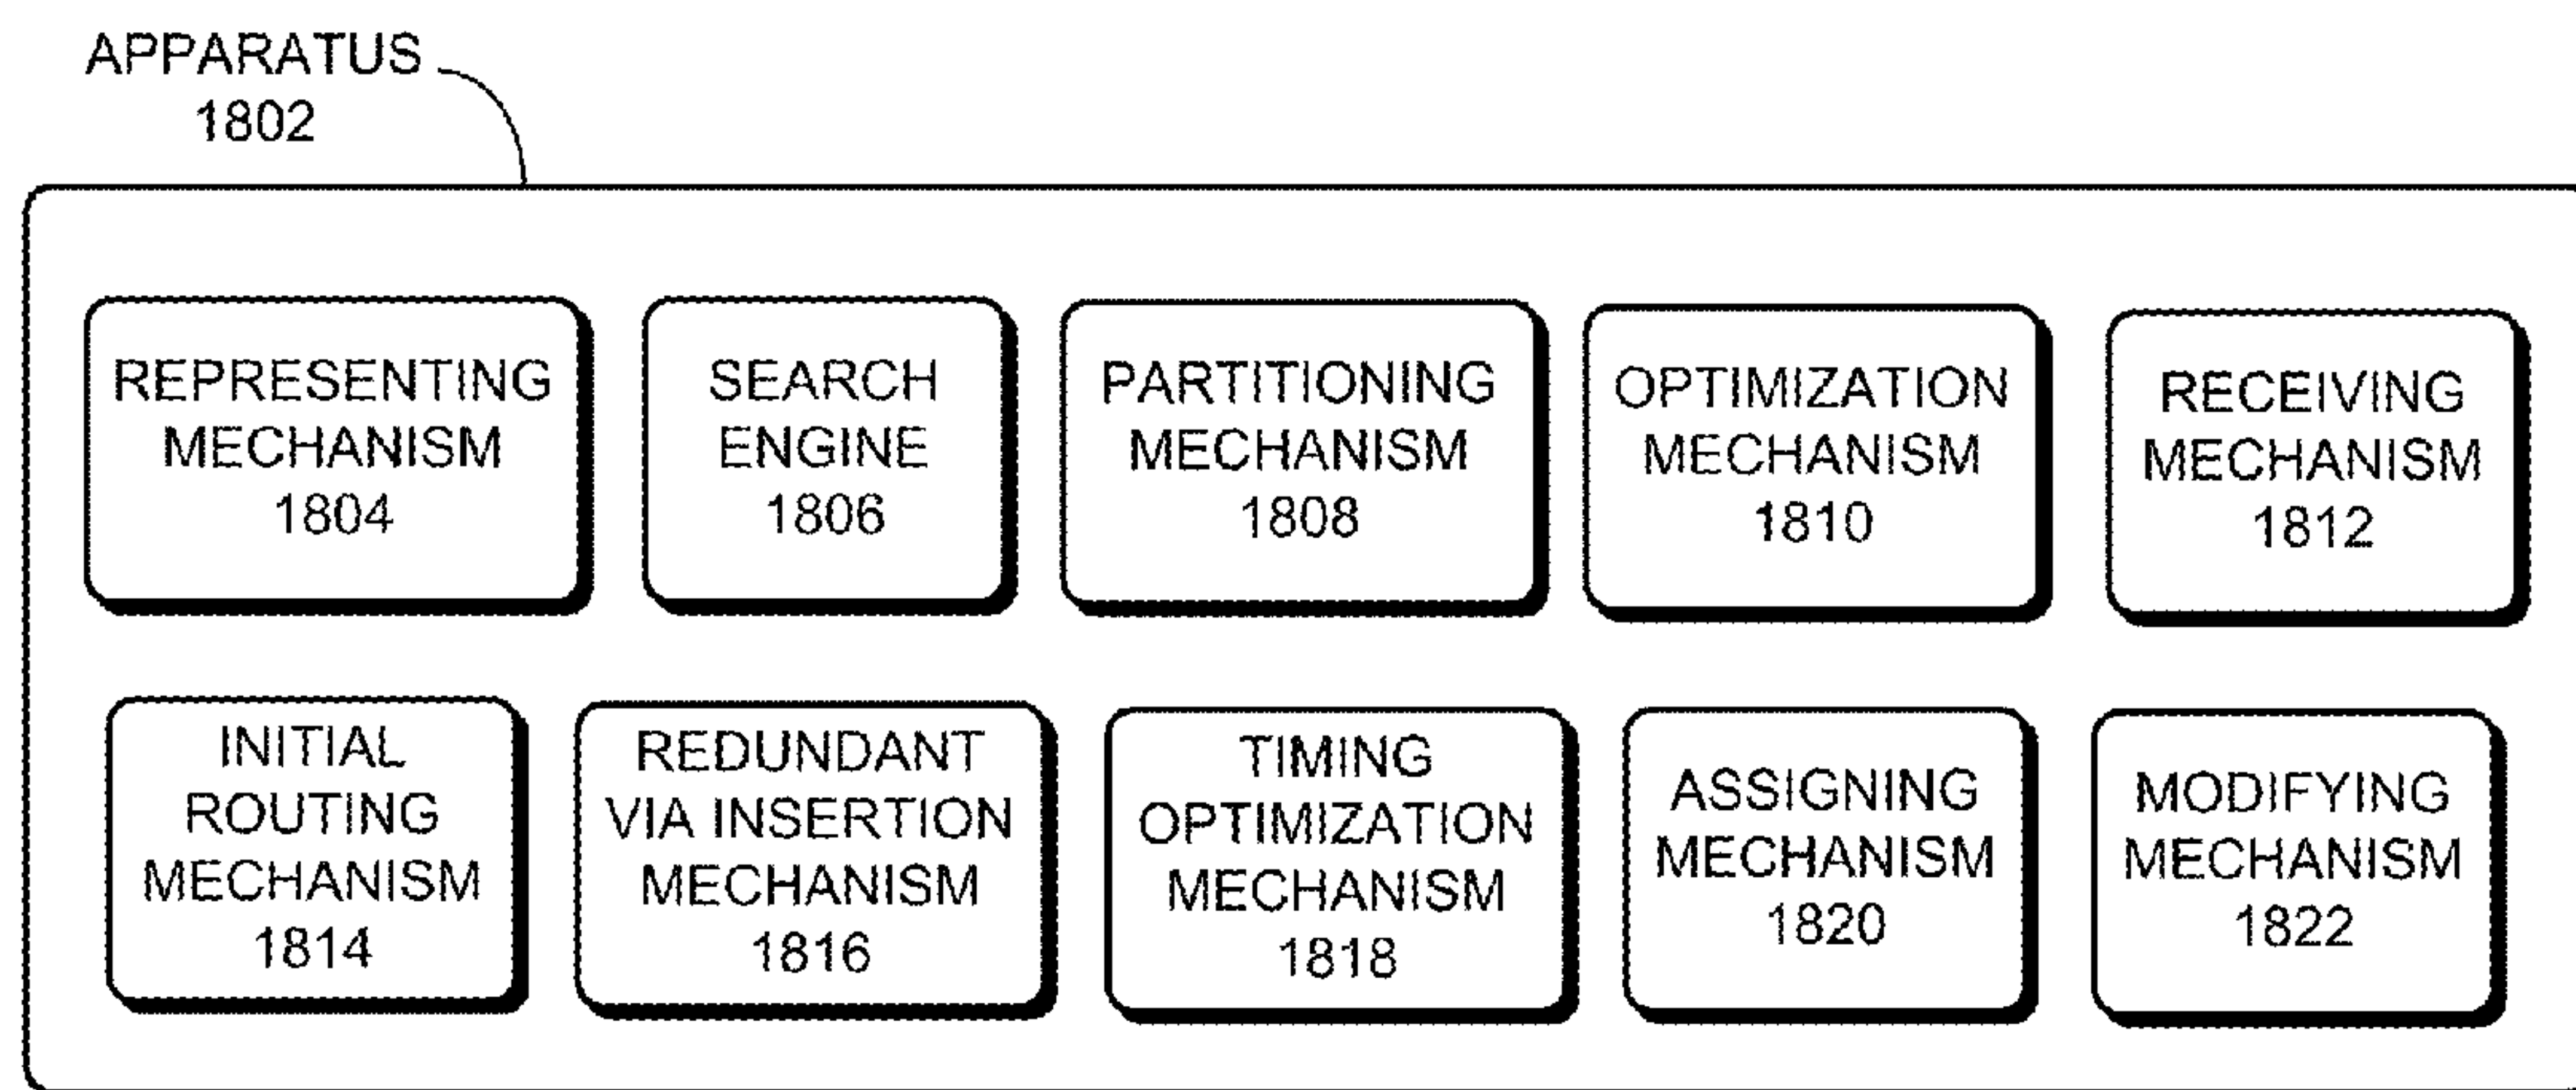 APPARATUS
1802
REPRESENTING
MECHANISM
1804
SEARCH
ENGINE
1806
PARTITIONING
MECHANISM
1808
OPTIMIZATION
MECHANISM
1810
RECEIVING
MECHANISM
1812
INITIAL
ROUTING
MECHANISM
1814
REDUNDANT
VIA INSERTION
MECHANISM
1816
TIMING
OPTIMIZATION
MECHANISM
1818
ASSIGNING
MECHANISM
1820
MODIFYING
MECHANISM
1822